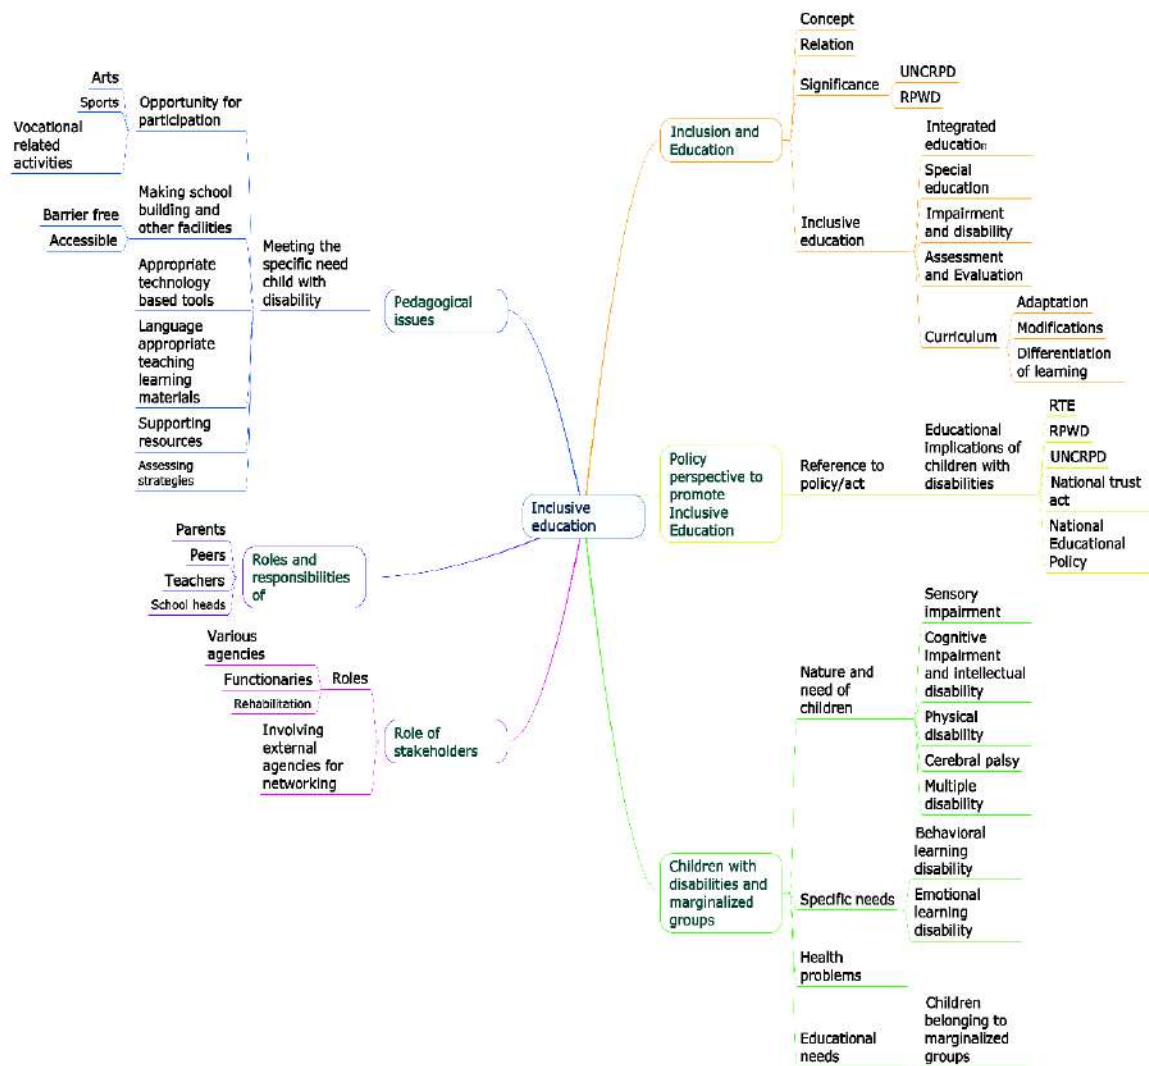 Inclusive
education
Inclusion and
Education
Concept
Relation
Significance
UNCRPD
RPWD
Inclusive
education
Integrated
education
Special
education
Impairment
and disability
Assessment
and Evaluation
Curriculum
Adaptation
Modifications
Differentiation
of learning
Policy
perspective to
promote
Inclusive
Education
Reference to
policy/act
Educational
implications of
children with
disabilities
RTE
RPWD
UNCRPD
National trust
act
National
Educational
Policy
Children with
disabilities and
marginalized
groups
Nature and
need of
children
Sensory
impairment
Cognitive
Impairment
and intellectual
disability
Physical
disability
Cerebral palsy
Multiple
disability
Specific needs
Behavioral
learning
disability
Emotional
learning
disability
Health
problems
Educational
needs
Children
belonging to
marginalized
groups
Pedagogical
issues
Meeting the
specific need
child with
disability
Opportunity for
participation
Arts
Sports
Vocational
related
activities
Making school
building and
other facilities
Barrier free
Accessible
Appropriate
technology
based tools
Language
appropriate
teaching
learning
materials
Supporting
resources
Assessing
strategies
Roles and
responsibilities
of
Parents
Peers
Teachers
School heads
Role of
stakeholders
Roles
Various
agencies
Functionaries
Rehabilitation
Involving
external
agencies for
networking